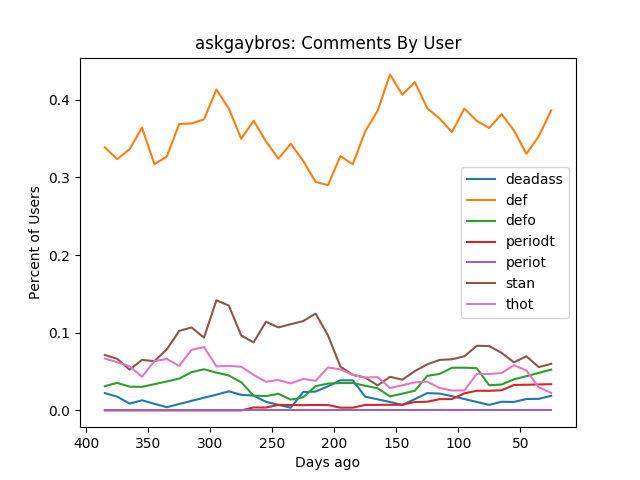 askgaybros: Comments By User
Percent of Users
0.4
0.3
0.2
0.1
0.0
deadass
def
defo
periodt
periot
stan
thot
400 350 300 250 200 150 100 50
Days ago